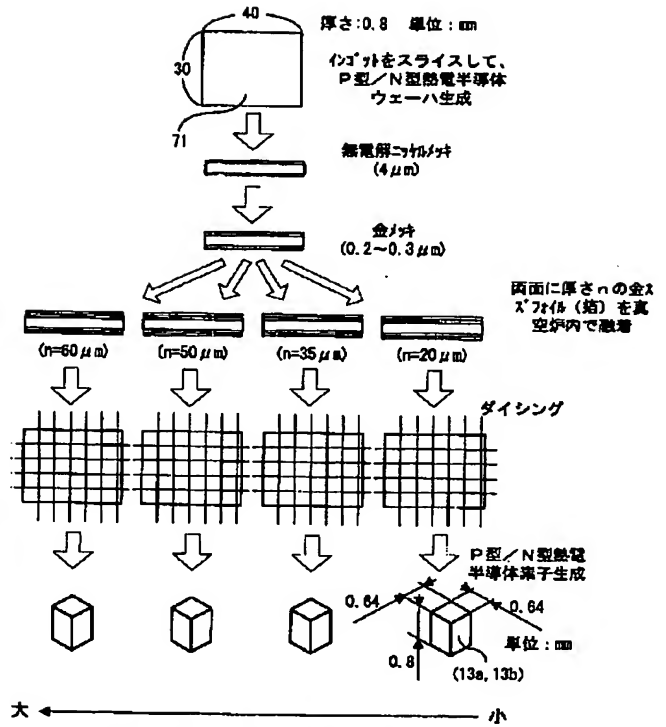 40
厚さ:0.8 単位:mm
30
インゴットをスライスして、
P型/N型熱電半導体
ウェーハ生成
71
無電解ニッケルメッキ
(4μm)
金メッキ
(0.2~0.3μm)
両面に厚さnの金ス
ズフォイル(箔)を真
空炉内で融着
(n=60μm)
(n=50μm)
(n=35μm)
(n=20μm)
ダイシング
P型/N型熱電
半導体素子生成
0.64
0.64
単位:mm
0.8
(13a, 13b)
大
小